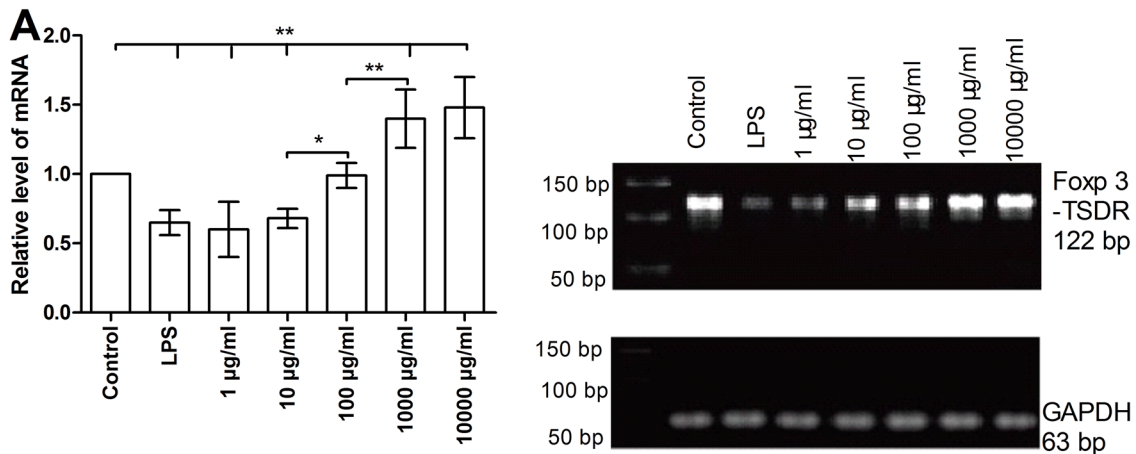 A
Relative level of mRNA
2.0
1.5
1.0
0.5
0.0
**
**
*
Control
LPS
1 µg/ml
10 µg/ml
100 µg/ml
1000 µg/ml
10000 µg/ml
Control
LPS
1 µg/ml
10 µg/ml
100 µg/ml
1000 µg/ml
10000 µg/ml
150 bp
100 bp
50 bp
Foxp 3
-TSDR
122 bp
150 bp
100 bp
50 bp
GAPDH
63 bp